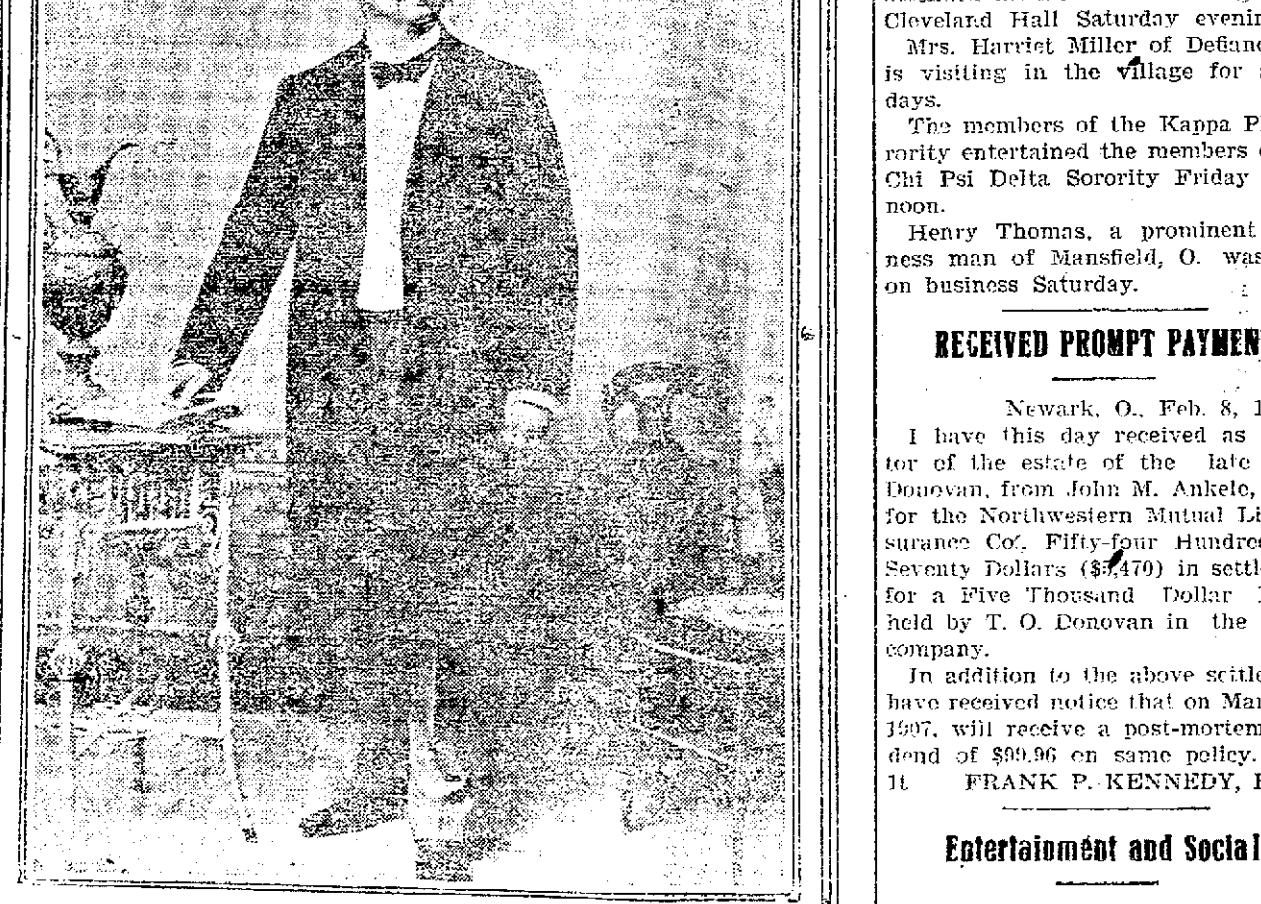 Cleveland Hall Saturday evenin
Mrs. Harriet Miller of Defianc
is visiting in the village for
days.
The members of the Kappa P
rority entertained the members
Chi Psi Delta Sorority Friday
noon.
Henry Thomas, a prominent
ness man of Mansfield, O. was
on business Saturday.
RECEIVED PROMPT PAYMEN
Newark, O., Feb. 8, 1
I have this day received as
tor of the estate of the late
Donovan, from John M. Ankele,
for the Northwestern Mutual Li
surance Co. Fifty-four Hundre
Seventy Dollars ($5,470) in settl
for a Five Thousand Dollar
held by T. O. Donovan in the
company.
In addition to the above settle
have received notice that on Mar
1907, will receive a post-mortem
dend of $99.96 on same policy.
1t FRANK P. KENNEDY, E
Entertainment and Social